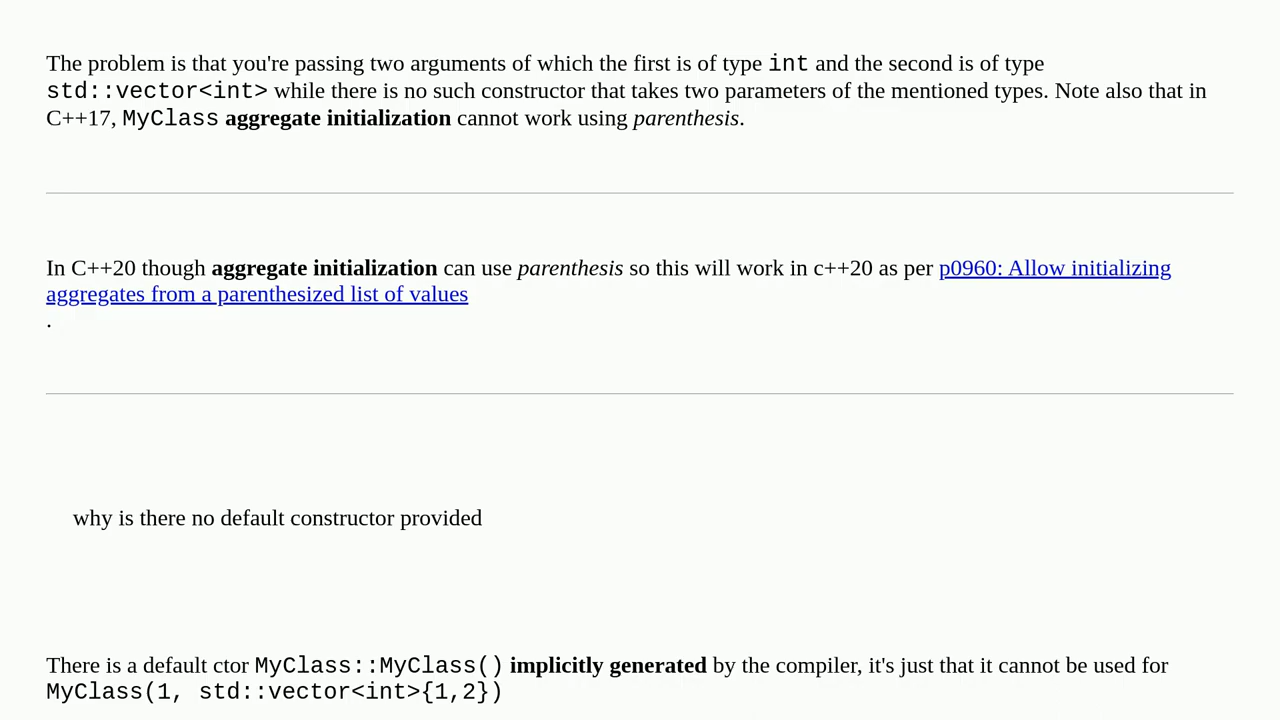 The problem is that you're passing two arguments of which the first is of type int and the second is of type
std::vector<int> while there is no such constructor that takes two parameters of the mentioned types. Note also that in
C++17, MyClass aggregate initialization cannot work using parenthesis.
In C++20 though aggregate initialization can use parenthesis so this will work in c++20 as per p0960: Allow initializing
aggregates from a parenthesized list of values
.
why is there no default constructor provided
There is a default ctor MyClass::MyClass() implicitly generated by the compiler, it's just that it cannot be used for
MyClass(1, std::vector<int>{1,2})